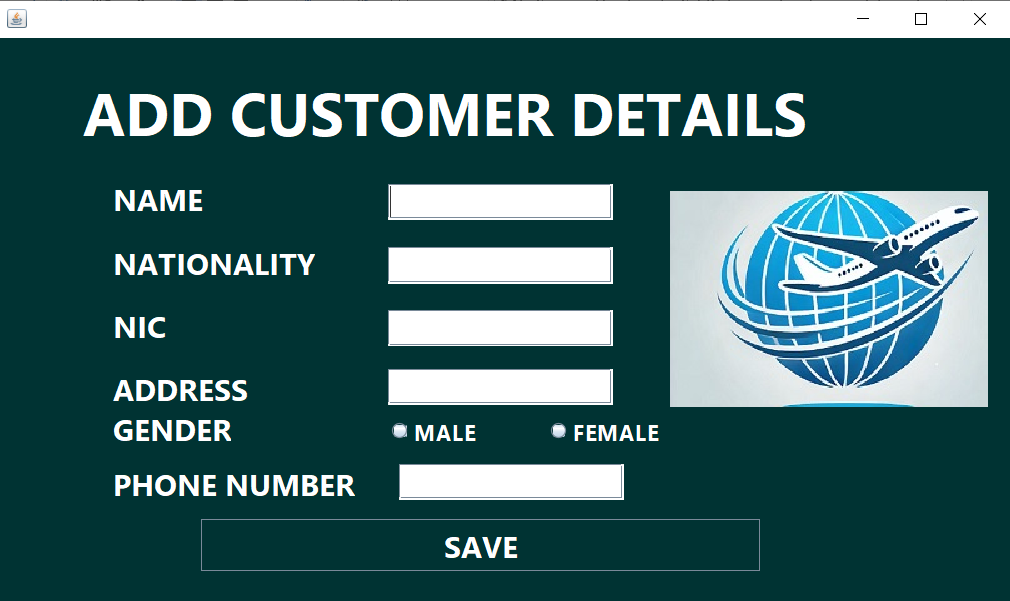 ADD CUSTOMER DETAILS
NAME
NATIONALITY
NIC
ADDRESS
GENDER
MALE FEMALE
PHONE NUMBER
SAVE